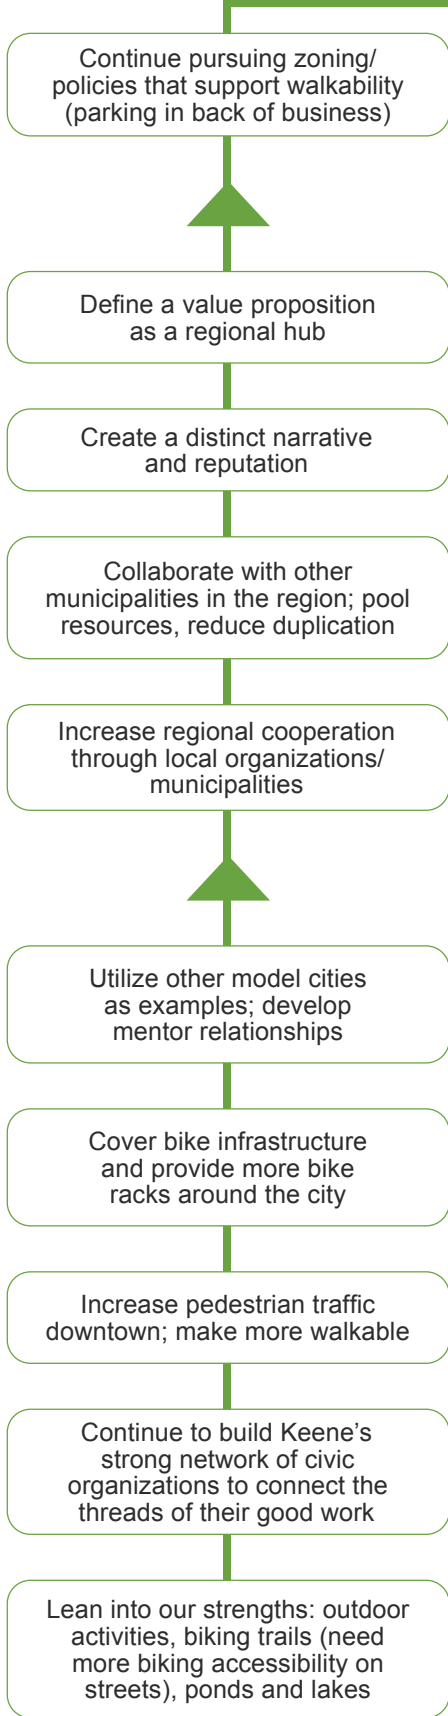 Continue pursuing zoning/
policies that support walkability
(parking in back of business)
Define a value proposition
as a regional hub
Create a distinct narrative
and reputation
Collaborate with other
municipalities in the region; pool
resources, reduce duplication
Increase regional cooperation
through local organizations/
municipalities
Utilize other model cities
as examples; develop
mentor relationships
Cover bike infrastructure
and provide more bike
racks around the city
Increase pedestrian traffic
downtown; make more walkable
Continue to build Keene’s
strong network of civic
organizations to connect the
threads of their good work
Lean into our strengths: outdoor
activities, biking trails (need
more biking accessibility on
streets), ponds and lakes